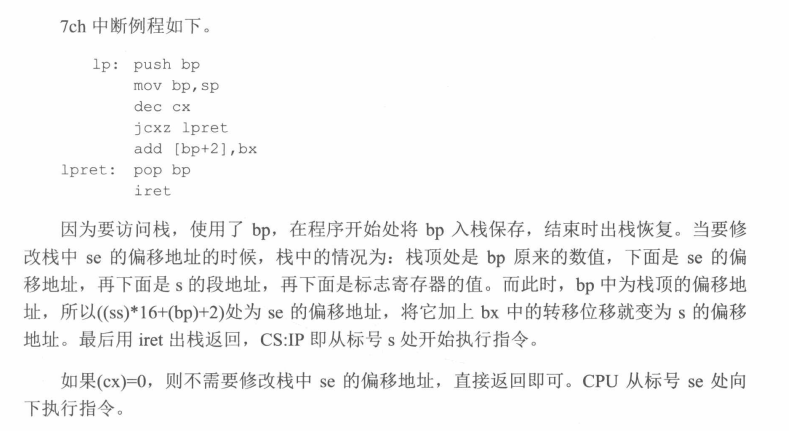 7ch 中断例程如下。
lp: push bp
mov bp,sp
dec cx
jcxz lpret
add [bp+2],bx
lpret: pop bp
iret
因为要访问栈，使用了 bp，在程序开始处将 bp 入栈保存，结束时出栈恢复。当要修
改栈中 se 的偏移地址的时候，栈中的情况为：栈顶处是 bp 原来的数值，下面是 se 的偏
移地址，再下面是 s 的段地址，再下面是标志寄存器的值。而此时，bp 中为栈顶的偏移地
址，所以((ss)*16+(bp)+2)处为 se 的偏移地址，将它加上 bx 中的转移位移就变为 s 的偏移
地址。最后用 iret 出栈返回，CS:IP 即从标号 s 处开始执行指令。
如果(cx)=0，则不需要修改栈中 se 的偏移地址，直接返回即可。CPU 从标号 se 处向
下执行指令。